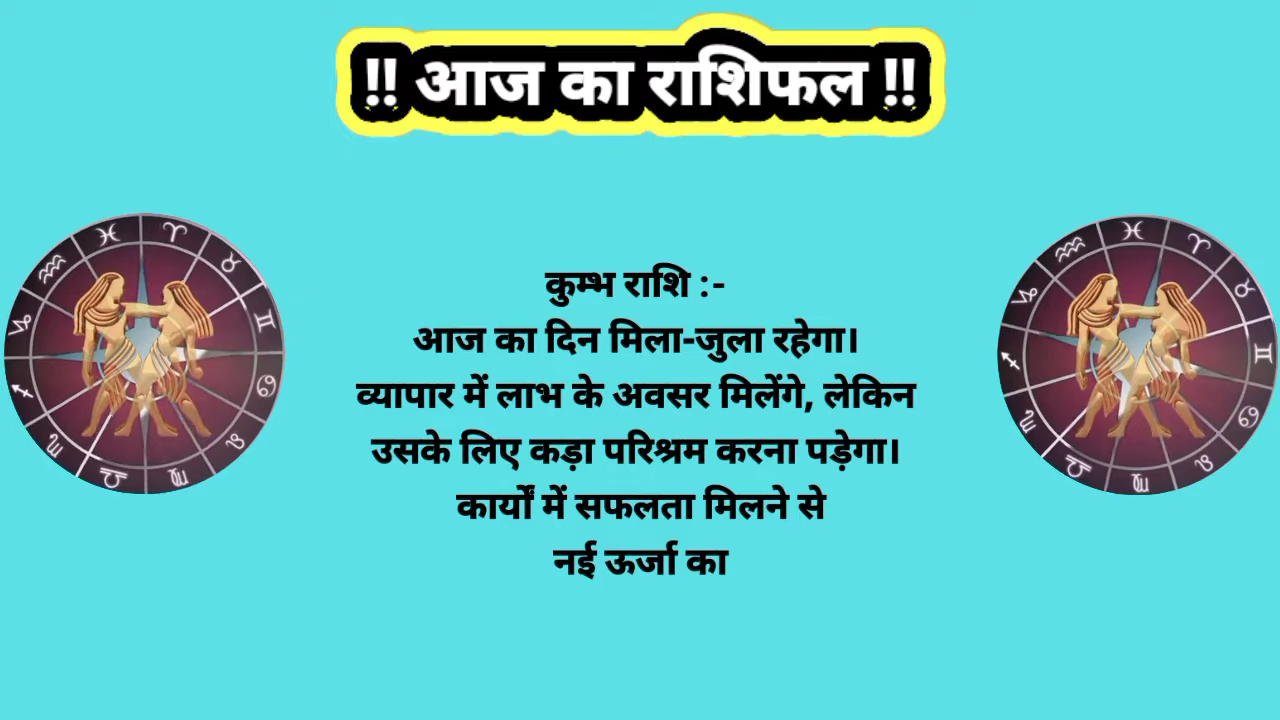 !! आज का राशिफल !!
कुम्भ राशि :-
आज का दिन मिला-जुला रहेगा।
व्यापार में लाभ के अवसर मिलेंगे, लेकिन
उसके लिए कड़ा परिश्रम करना पड़ेगा।
कार्यों में सफलता मिलने से
नई ऊर्जा का